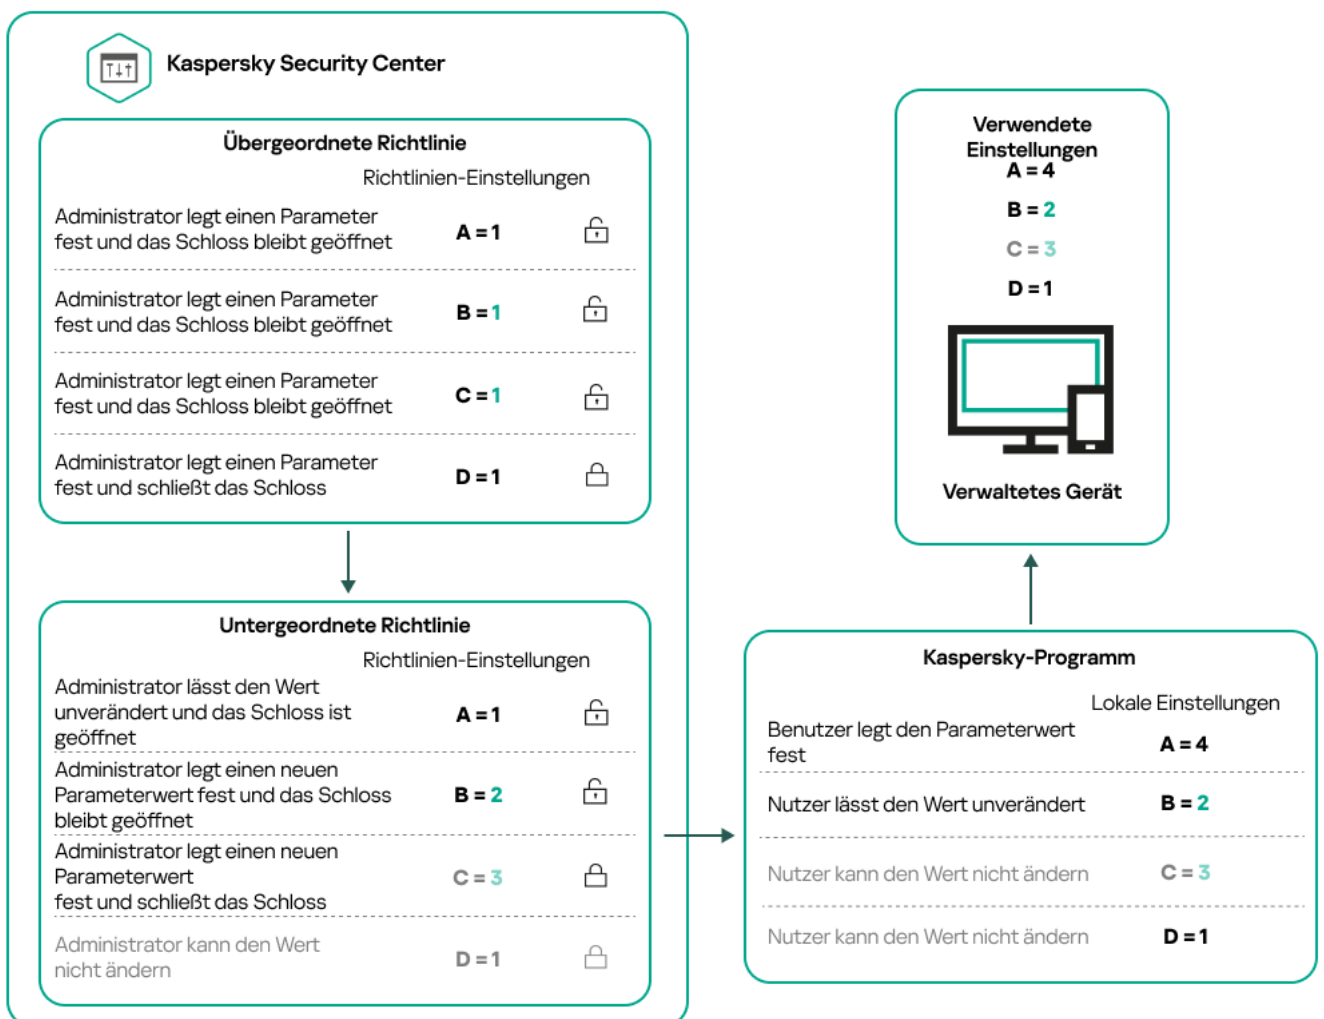 Kaspersky Security Center
Übergeordnete Richtlinie
Richtlinien-Einstellungen
Administrator legt einen Parameter
fest und das Schloss bleibt geöffnet
A = 1
Administrator legt einen Parameter
fest und das Schloss bleibt geöffnet
B = 1
Administrator legt einen Parameter
fest und das Schloss bleibt geöffnet
C = 1
Administrator legt einen Parameter
fest und schließt das Schloss
D = 1
Untergeordnete Richtlinie
Richtlinien-Einstellungen
Administrator lässt den Wert
unverändert und das Schloss ist
geöffnet
A = 1
Administrator legt einen neuen
Parameterwert fest und das Schloss
bleibt geöffnet
B = 2
Administrator legt einen neuen
Parameterwert
fest und schließt das Schloss
C = 3
Administrator kann den Wert
nicht ändern
D = 1
Kaspersky-Programm
Lokale Einstellungen
Benutzer legt den Parameterwert
fest
A = 4
Nutzer lässt den Wert unverändert
B = 2
Nutzer kann den Wert nicht ändern
C = 3
Nutzer kann den Wert nicht ändern
D = 1
Verwendete
Einstellungen
A = 4
B = 2
C = 3
D = 1
Verwaltetes Gerät